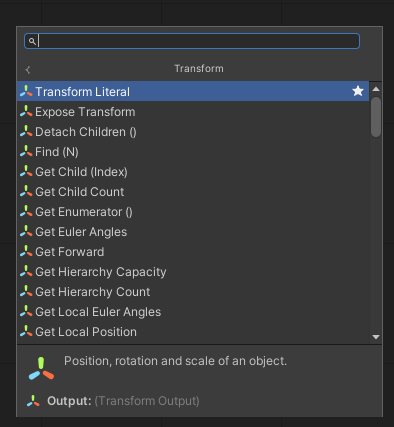 Transform
Transform Literal
Expose Transform
Detach Children ()
Find (N)
Get Child (Index)
Get Child Count
Get Enumerator ()
Get Euler Angles
Get Forward
Get Hierarchy Capacity
Get Hierarchy Count
Get Local Euler Angles
Get Local Position
Position, rotation and scale of an object.
Output: (Transform Output)